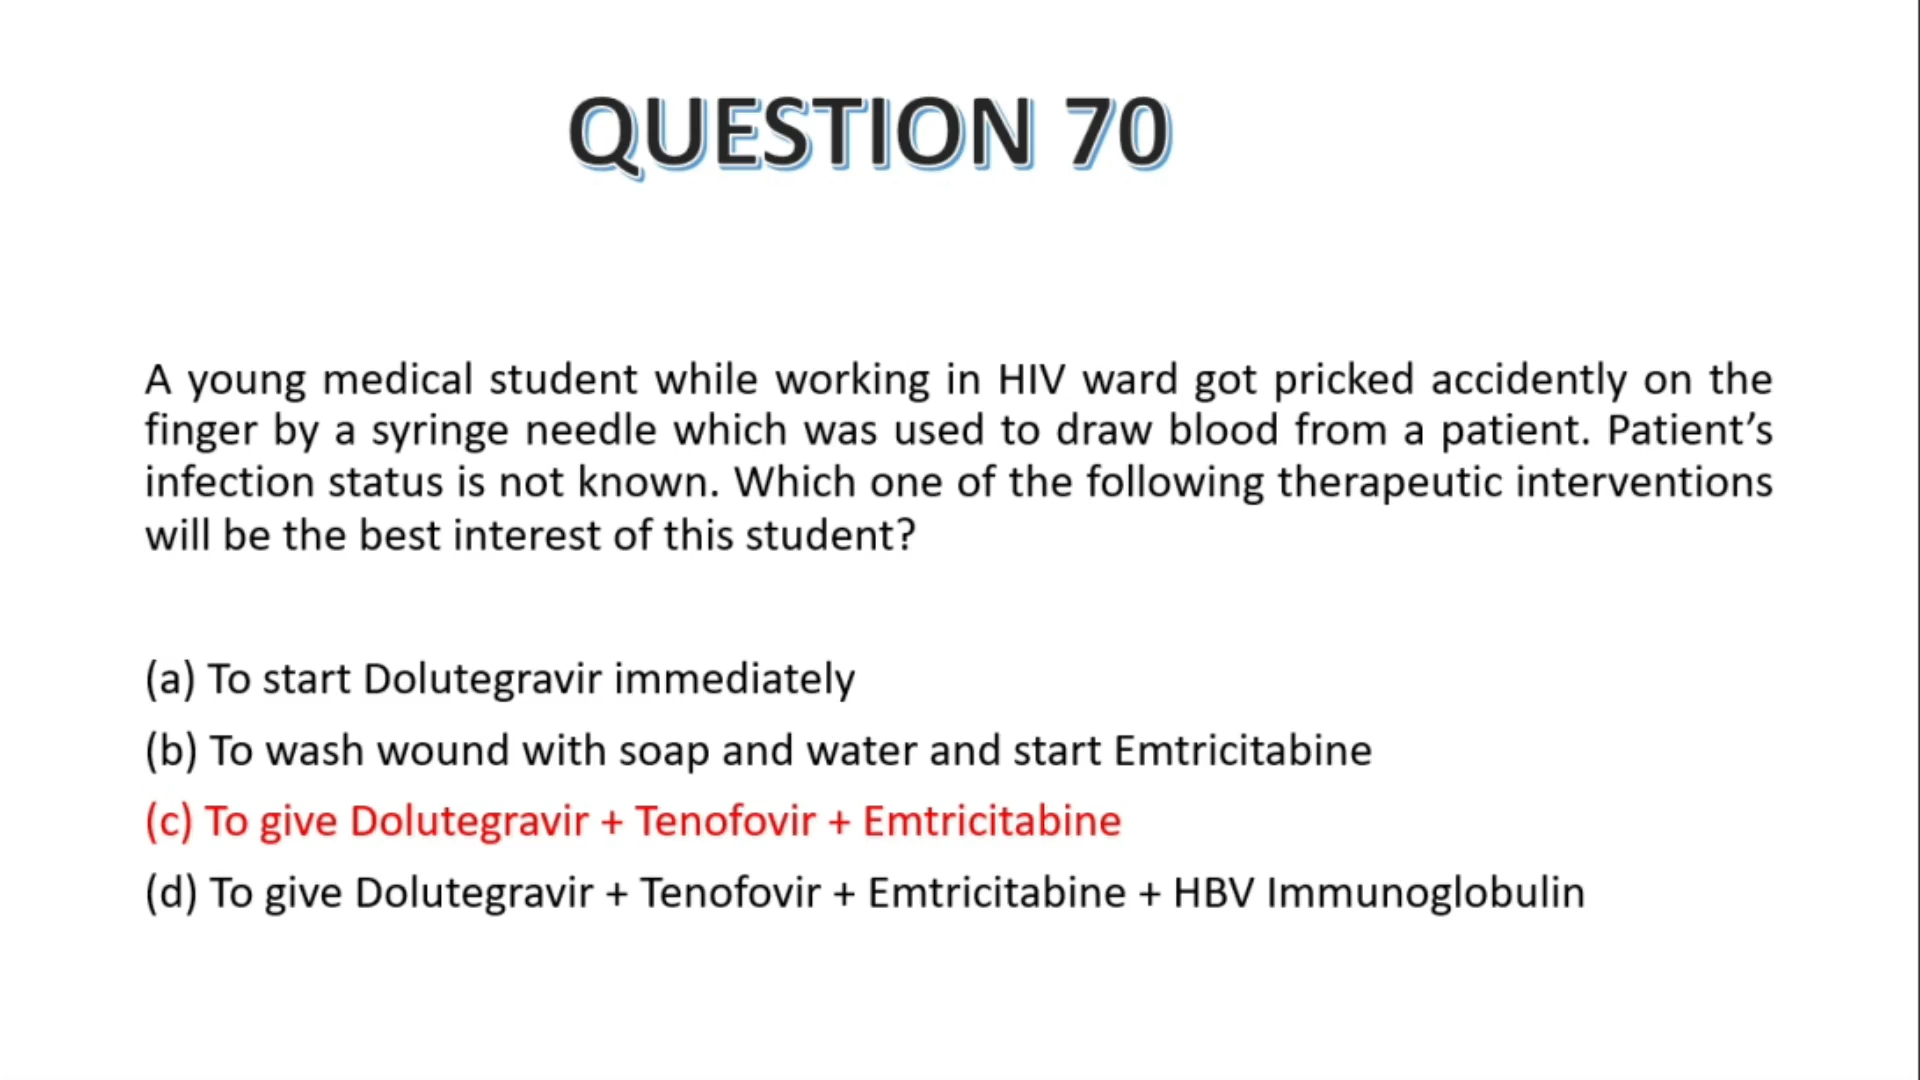 QUESTION 70
A young medical student while working in HIV ward got pricked accidently on the
finger by a syringe needle which was used to draw blood from a patient. Patient’s
infection status is not known. Which one of the following therapeutic interventions
will be the best interest of this student?
(a) To start Dolutegravir immediately
(b) To wash wound with soap and water and start Emtricitabine
(c) To give Dolutegravir + Tenofovir + Emtricitabine
(d) To give Dolutegravir + Tenofovir + Emtricitabine + HBV Immunoglobulin